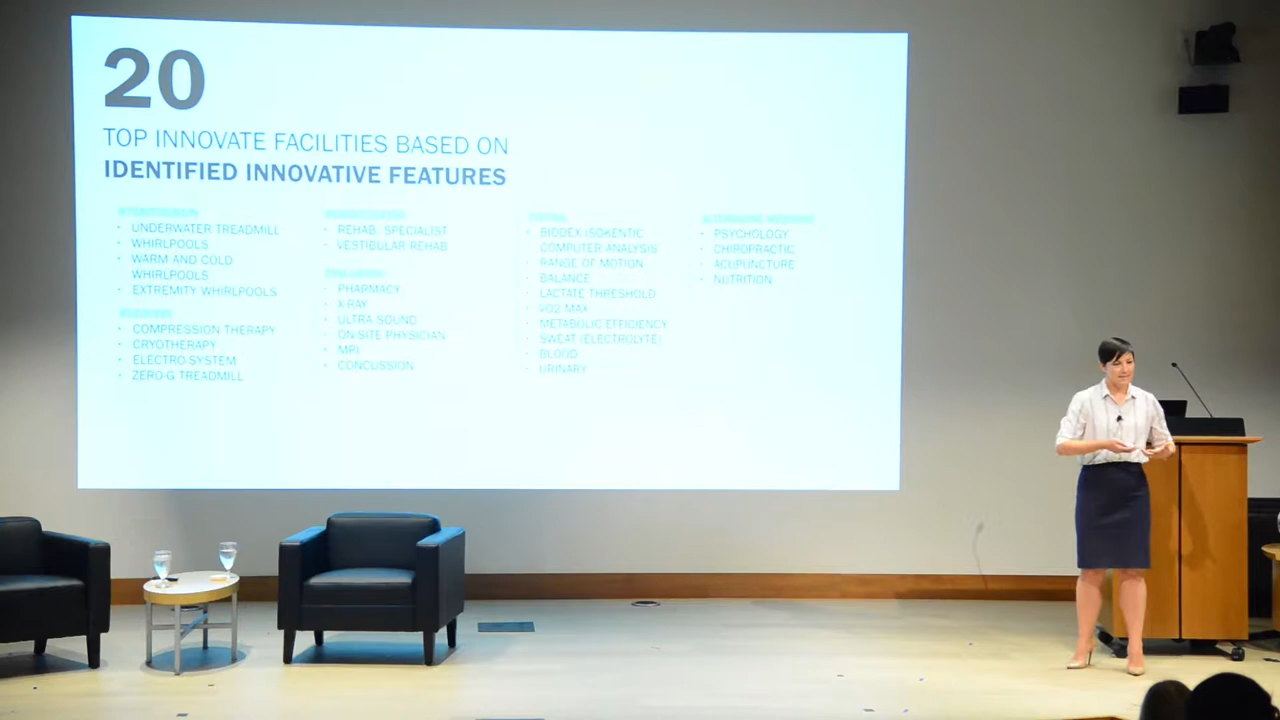 20
TOP INNOVATE FACILITIES BASED ON
IDENTIFIED INNOVATIVE FEATURES
• UNDERWATER TREADMILL
• WHIRLPOOLS
• WARM AND COLD
WHIRLPOOLS
• EXTREMITY WHIRLPOOLS
• COMPRESSION THERAPY
• CRYOTHERAPY
• ELECTRO-SYSTEM
• ZERO-G TREADMILL
• REHAB. SPECIALIST
• VESTIBULAR REHAB
• PHARMACY
• X-RAY
• ULTRA SOUND
• ON-SITE PHYSICIAN
• MRI
• CONCUSSION
• BIODEX ISOKENTIC
COMPUTER ANALYSIS
• RANGE OF MOTION
• BALANCE
• LACTATE THRESHOLD
• VO2 MAX
• METABOLIC EFFICIENCY
• SWEAT (ELECTROLYTE)
• BLOOD
• URINARY
• PSYCHOLOGY
• CHIROPRACTIC
• ACUPUNCTURE
• NUTRITION